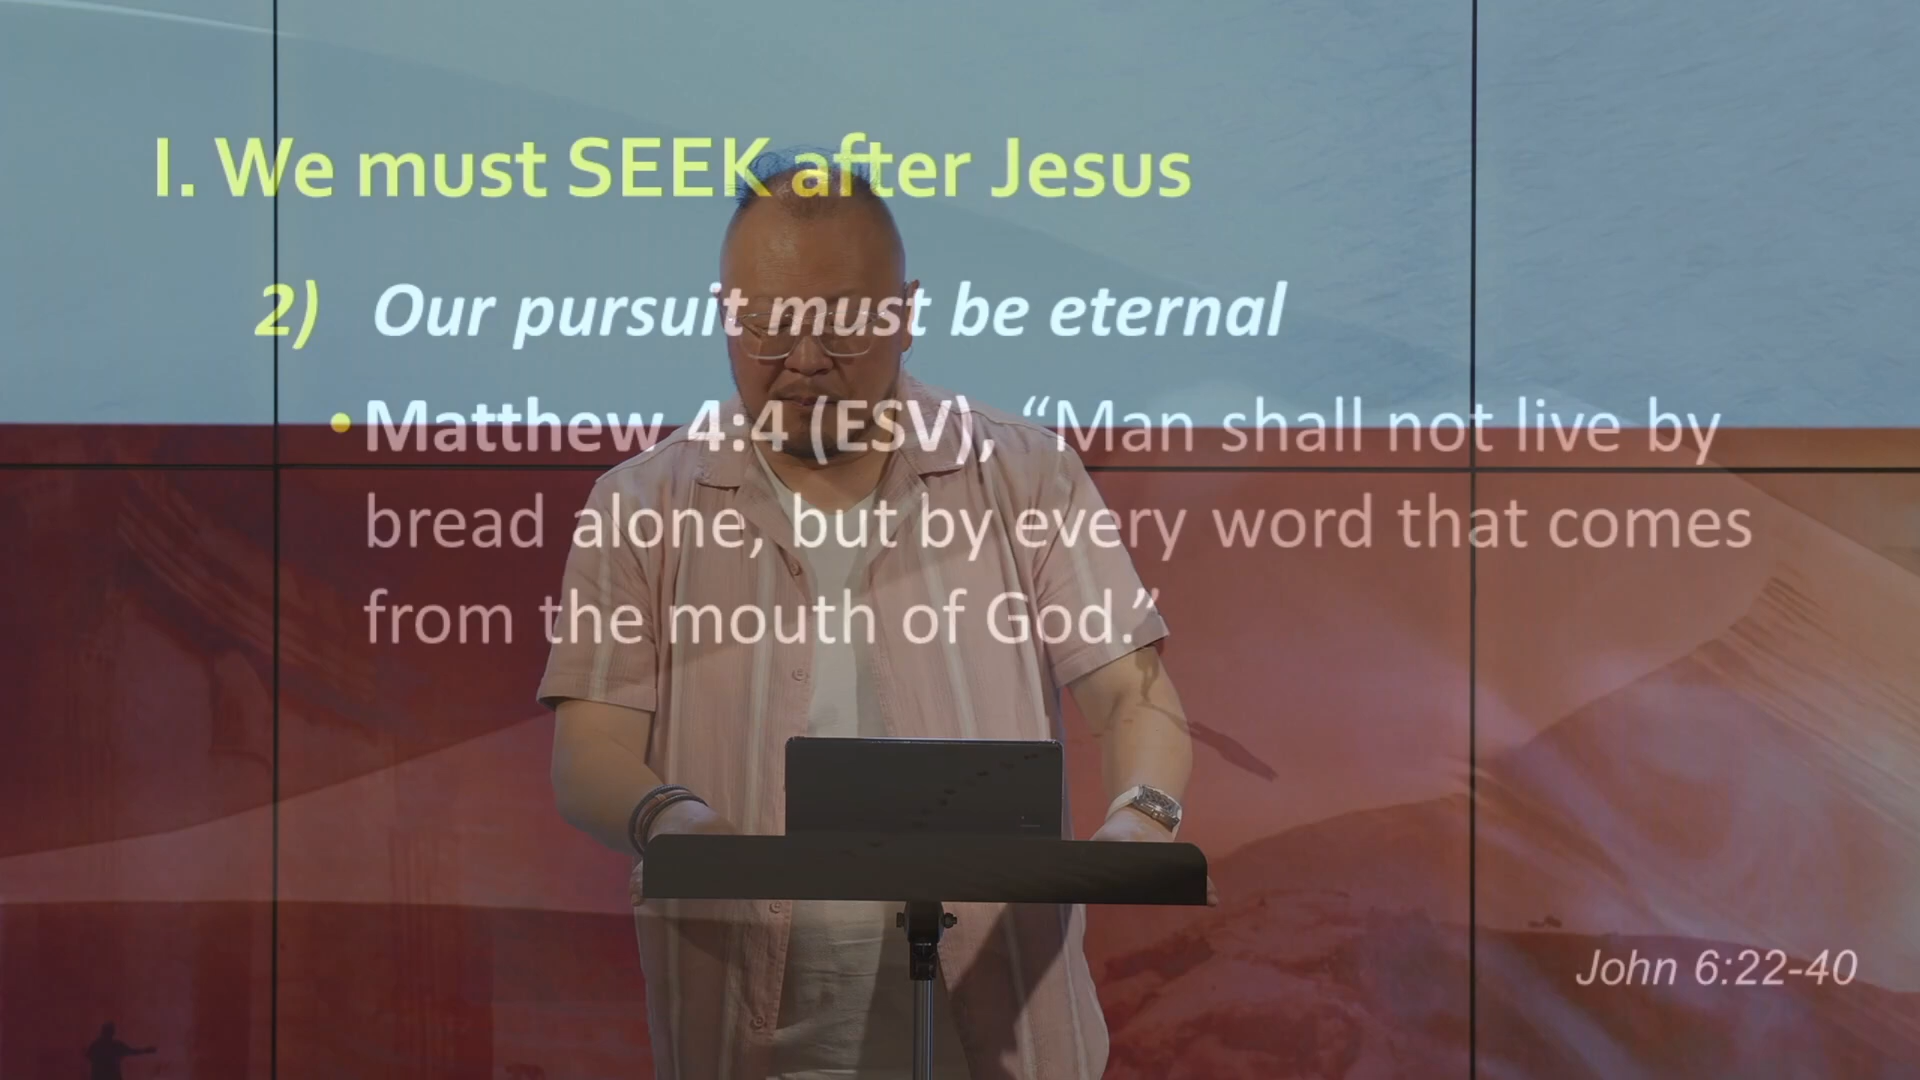 I. We must SEEK after Jesus
2) Our pursuit must be eternal
• Matthew 4:4 (ESV), “Man shall not live by
bread alone, but by every word that comes
from the mouth of God.”
John 6:22-40